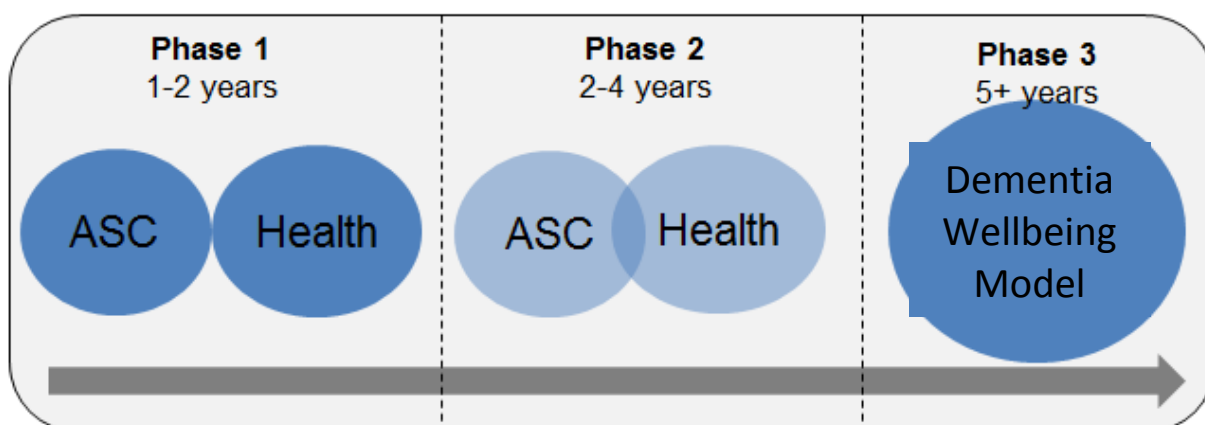 Phase 1
1-2 years
ASC
Health
Phase 2
2-4 years
ASC
Health
Phase 3
5+ years
Dementia
Wellbeing
Model